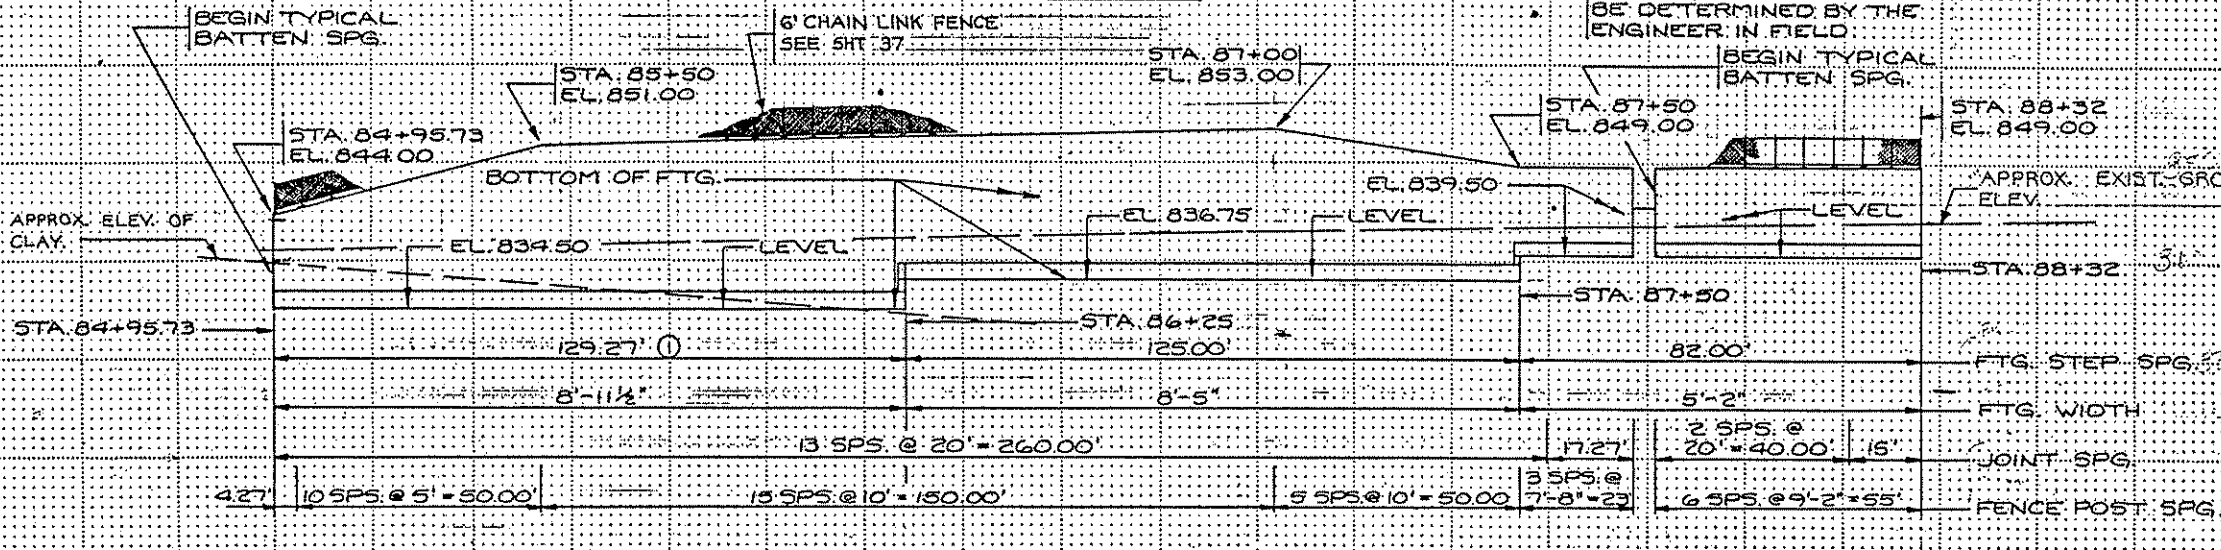 BEGIN TYPICAL
BATTEN SPG.
6' CHAIN LINK FENCE
SEE SHT 37
BE DETERMINED BY THE
ENGINEER IN FIELD.
BEGIN TYPICAL
BATTEN SPG.
STA. 85+50
EL. 851.00
STA. 87+00
EL. 853.00
STA. 87+50
EL. 849.00
STA. 88+32
EL. 849.00
STA. 84+95.73
EL. 844.00
BOTTOM OF FTG.
EL. 839.50
APPROX. EXIST. GRO
ELEV.
APPROX. ELEV. OF
CLAY.
EL. 834.50
LEVEL
EL. 836.75
LEVEL
LEVEL
STA. 88+32
STA. 84+95.73
STA. 86+25
STA. 87+50
129.27' ①
125.00'
82.00'
FTG. STEP SPG.
8'-11½"
8'-5"
5'-2"
FTG. WIDTH
13 SPS. @ 20' = 260.00'
17.27'
2 SPS. @
20' = 40.00'
15'
JOINT SPG.
4.27'
10 SPS. @ 5' = 50.00'
15 SPS. @ 10' = 150.00'
5 SPS. @ 10' = 50.00
3 SPS. @
7'-8" = 23'
6 SPS. @ 9'-2" = 55'
FENCE POST SPG.